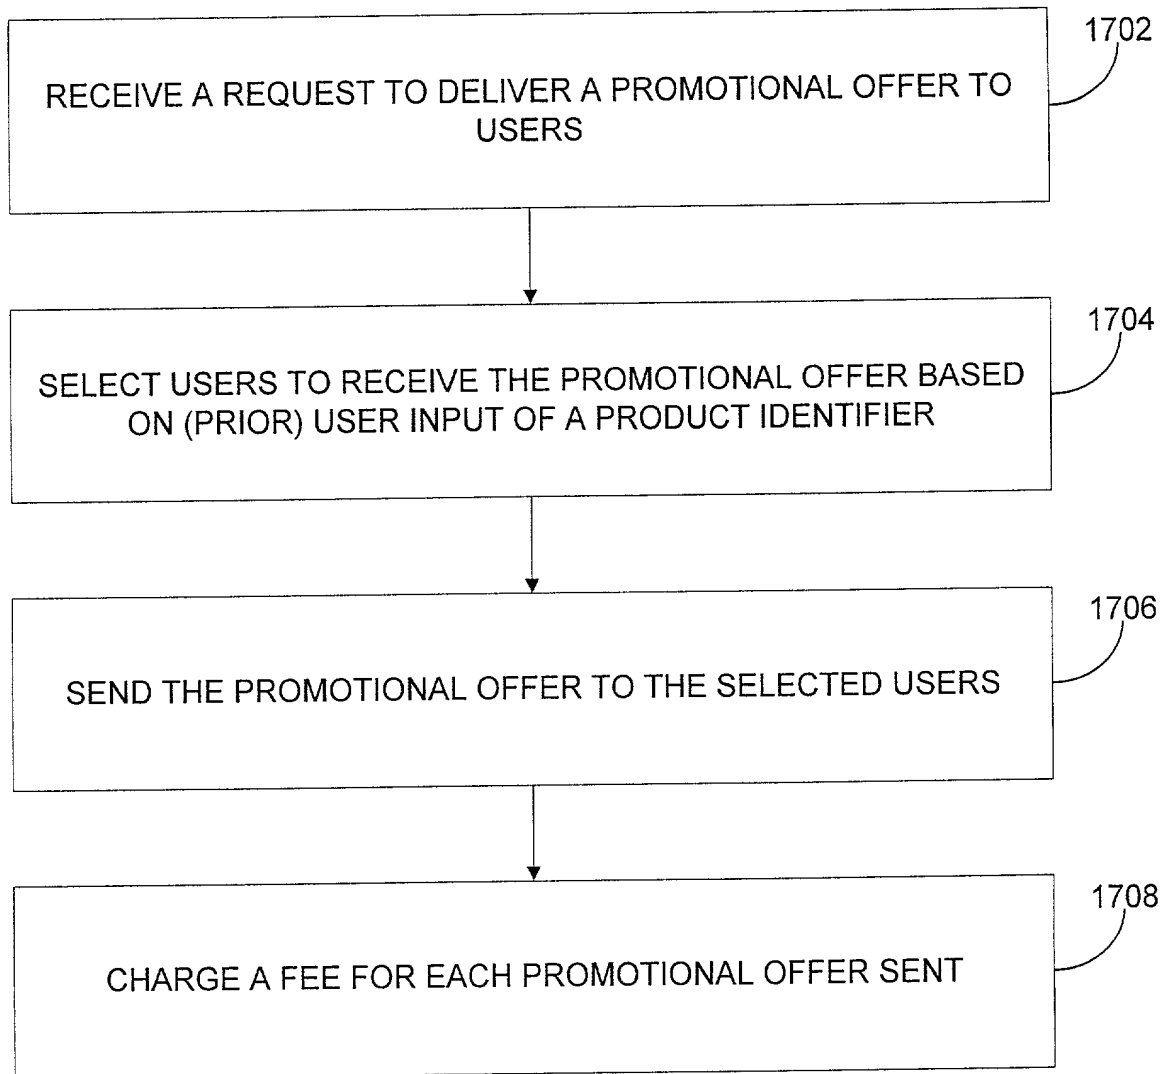 1702
RECEIVE A REQUEST TO DELIVER A PROMOTIONAL OFFER TO
USERS
1704
SELECT USERS TO RECEIVE THE PROMOTIONAL OFFER BASED
ON (PRIOR) USER INPUT OF A PRODUCT IDENTIFIER
1706
SEND THE PROMOTIONAL OFFER TO THE SELECTED USERS
1708
CHARGE A FEE FOR EACH PROMOTIONAL OFFER SENT